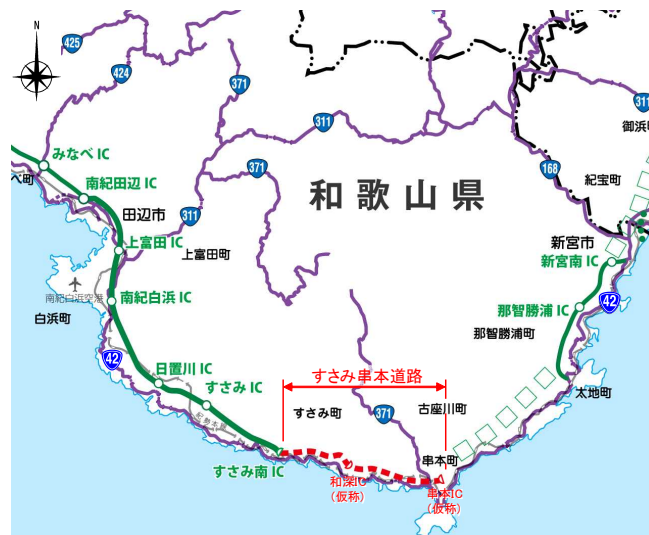 N
425
424
371
311
311
御浜町
みなべ IC
べ町
南紀田辺 IC
371
168
紀宝町
和歌山県
田辺市
311
上富田 IC
上富田町
新宮市
新宮南 IC
南紀白浜空港
南紀白浜 IC
白浜町
那智勝浦 IC
42
那智勝浦町
42
日置川 IC
すさみ IC
すさみ串本道路
太地町
紀勢本線
すさみ町
371
古座川町
すさみ南 IC
串本町
和深IC
(仮称)
串本IC
(仮称)